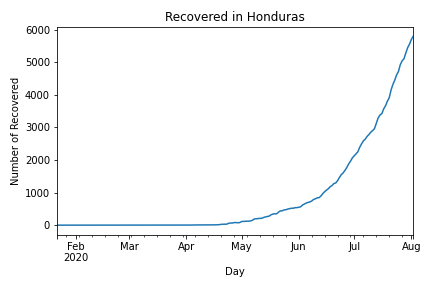 Recovered in Honduras
Number of Recovered
6000
5000
4000
3000
2000
1000
0
Feb Mar Apr May Jun Jul Aug
2020
Day